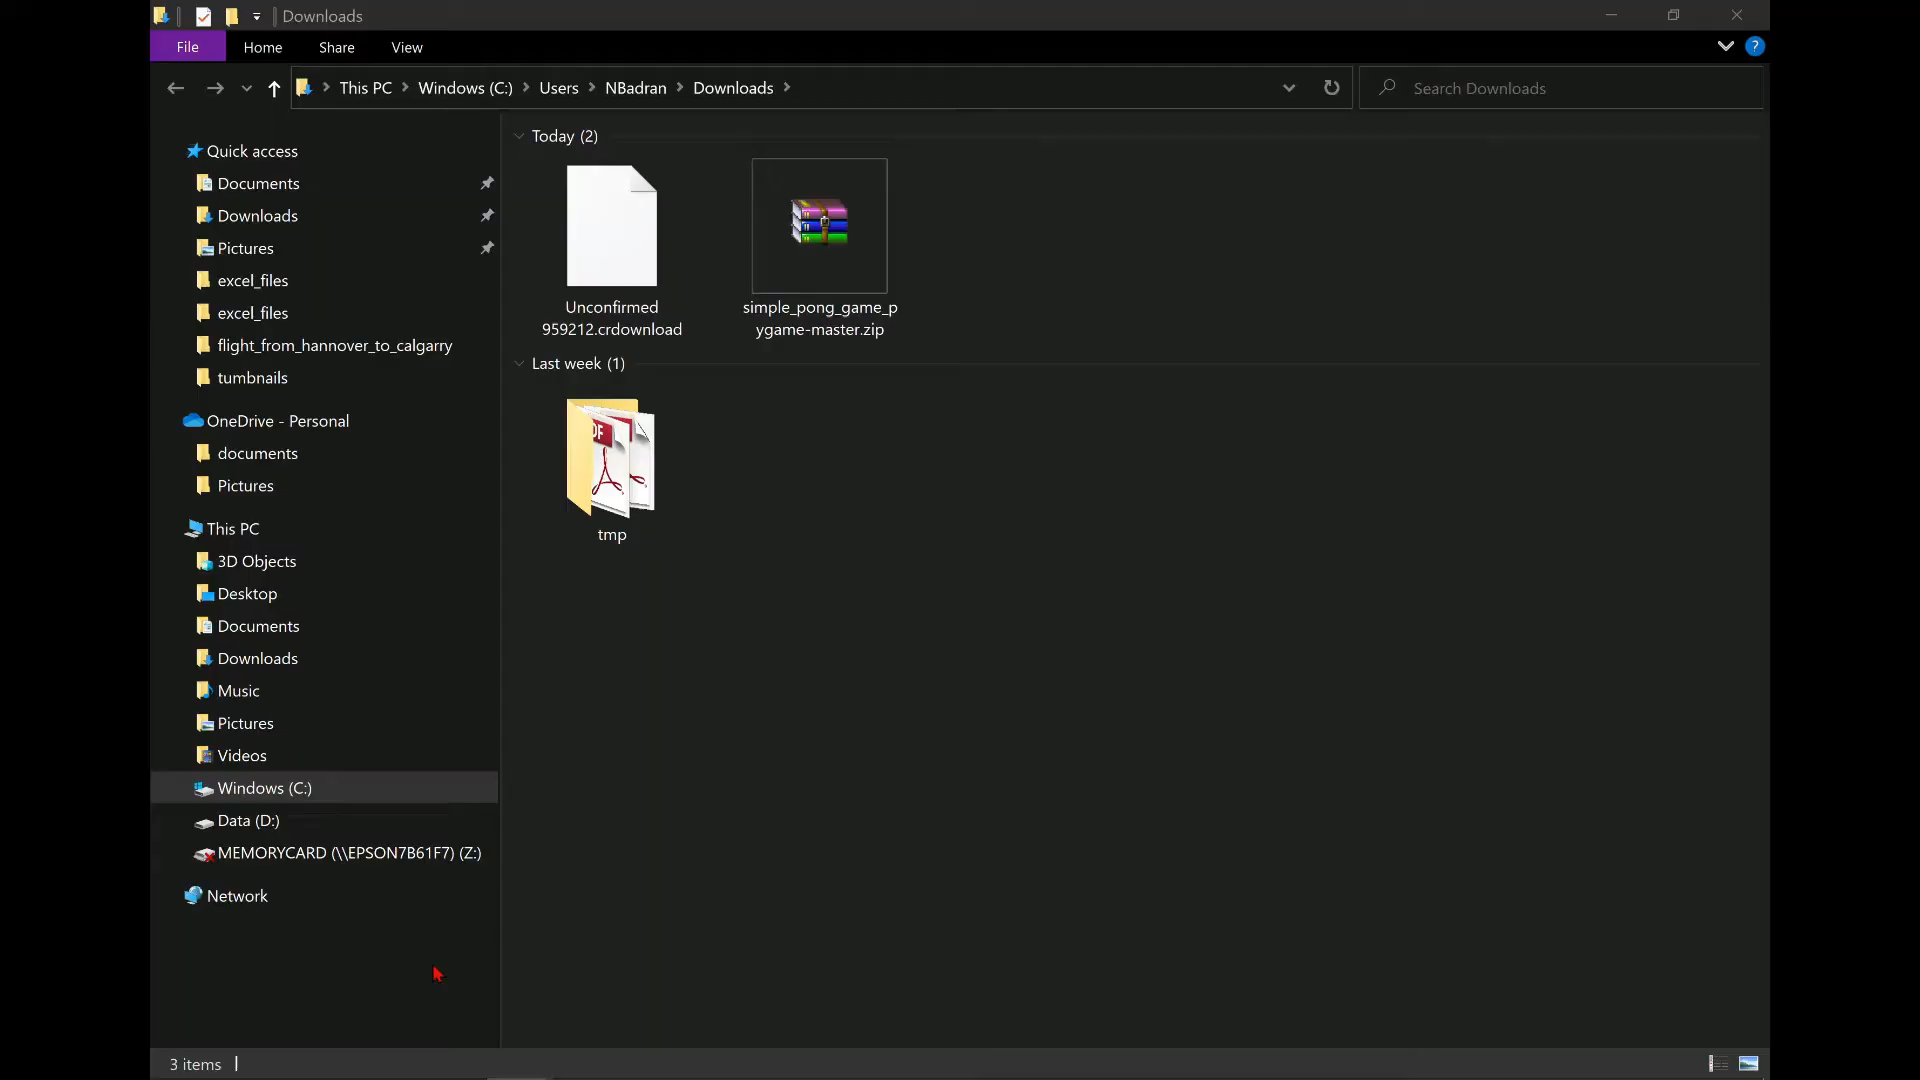 Downloads
File Home Share View ?
This PC Windows (C:) Users NBadran Downloads Search Downloads
Quick access
Documents
Downloads
Pictures
excel_files
excel_files
flight_from_hannover_to_calgarry
tumbnails
OneDrive - Personal
documents
Pictures
This PC
3D Objects
Desktop
Documents
Downloads
Music
Pictures
Videos
Windows (C:)
Data (D:)
MEMORYCARD (\\EPSON7B61F7) (Z:)
Network
Today (2)
Unconfirmed
959212.crdownload
simple_pong_game_p
ygame-master.zip
Last week (1)
DF
tmp
3 items